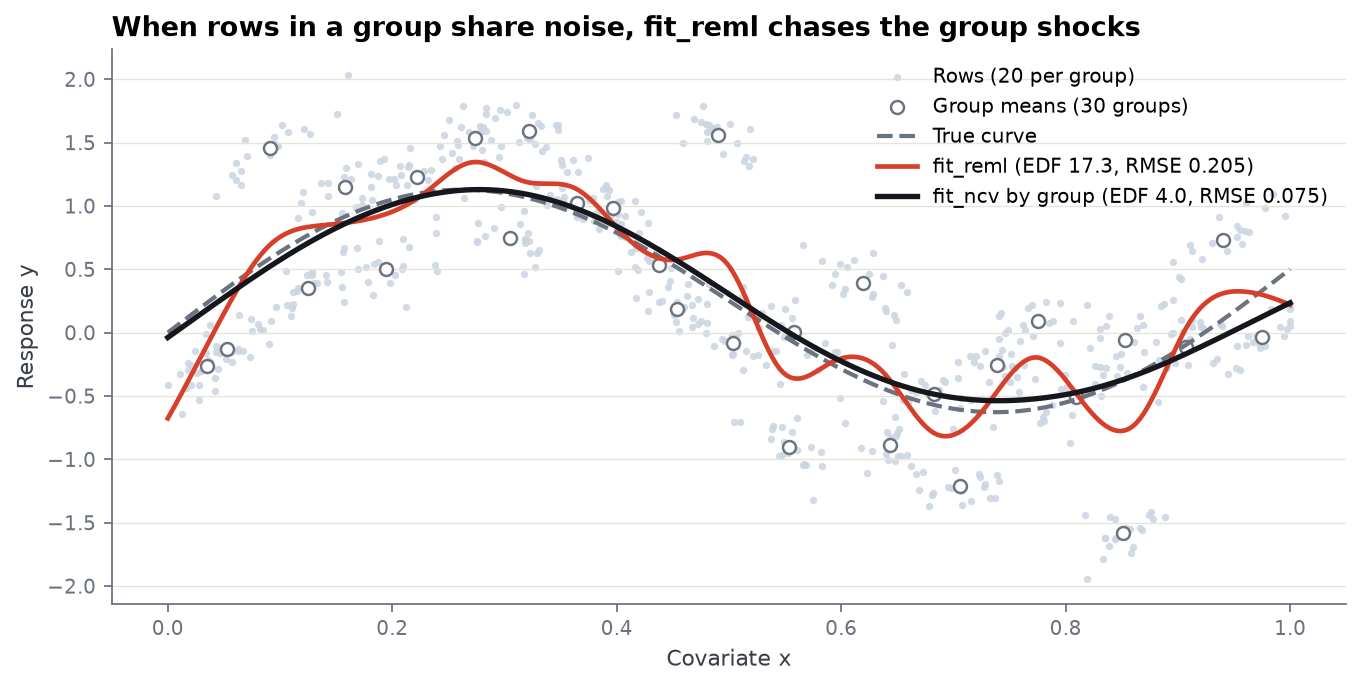 When rows in a group share noise, fit_reml chases the group shocks
Rows (20 per group)
Group means (30 groups)
True curve
fit_reml (EDF 17.3, RMSE 0.205)
fit_ncv by group (EDF 4.0, RMSE 0.075)
Response y
2.0
1.5
1.0
0.5
0.0
−0.5
−1.0
−1.5
−2.0
0.0 0.2 0.4 0.6 0.8 1.0
Covariate x